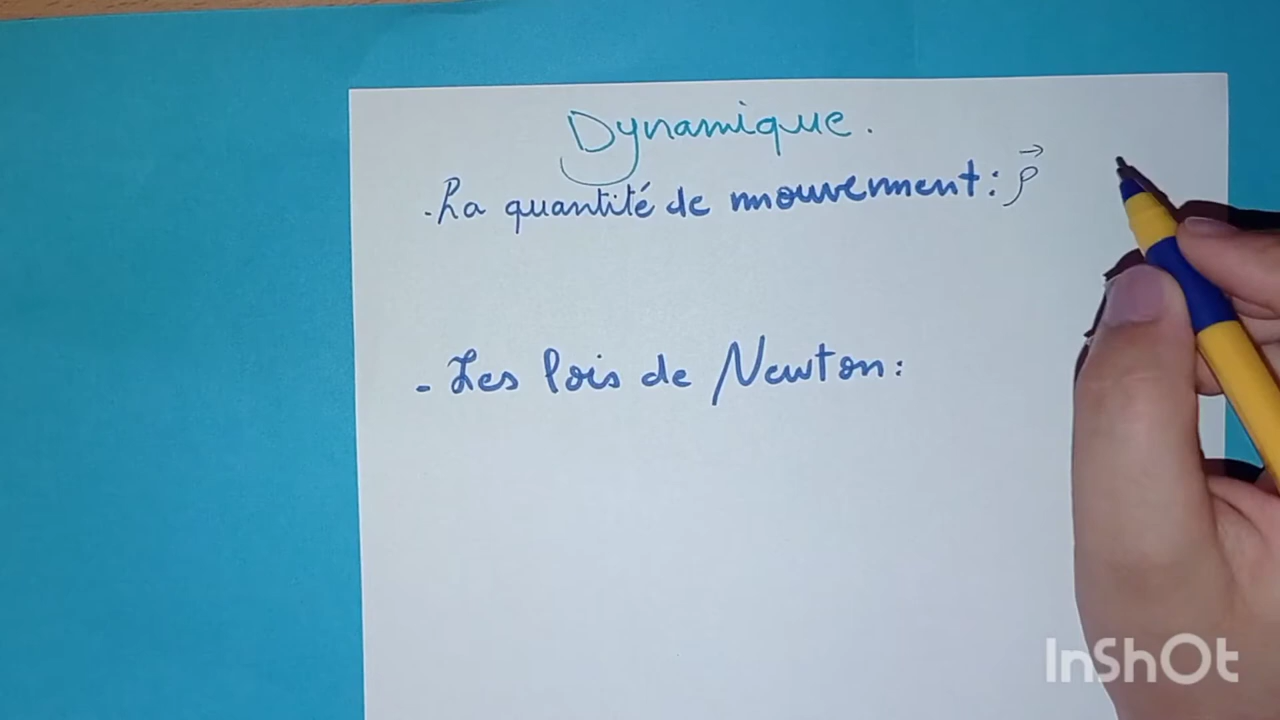 Dynamique.
.La quantité de mouvement: p⃗
- Les lois de Newton:
InShOt